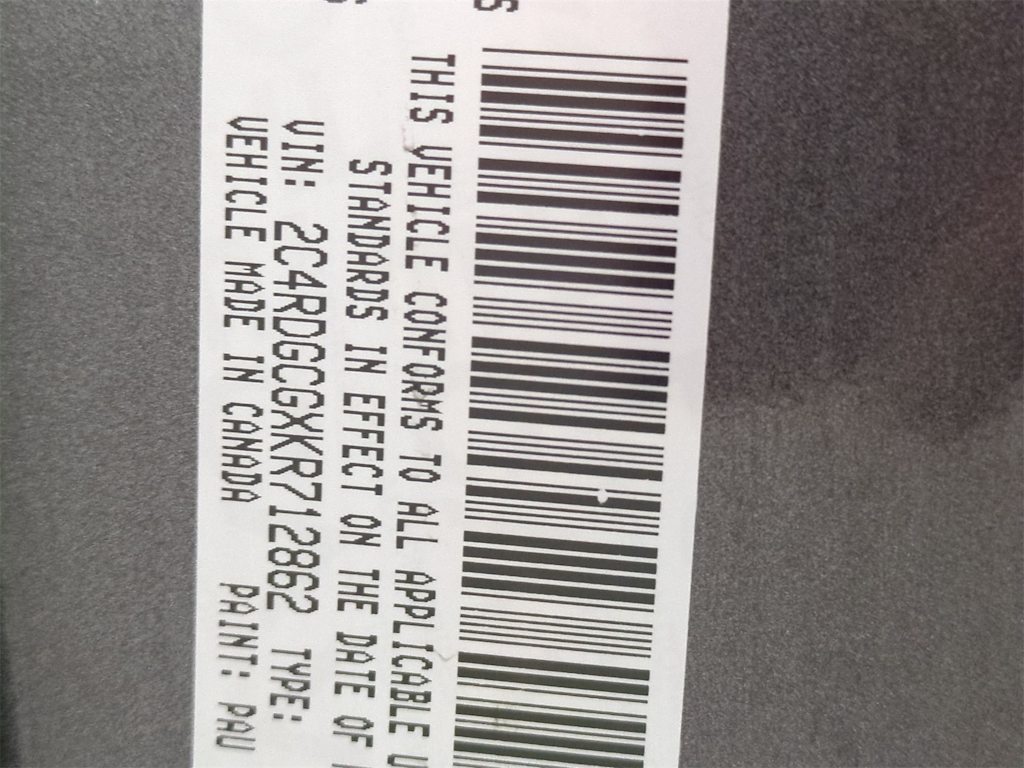 THIS VEHICLE CONFORMS TO ALL APPLICABLE
STANDARDS IN EFFECT ON THE DATE OF
VIN: 2C4RDGCGXKR712862 TYPE:
VEHICLE MADE IN CANADA PAINT: PAU